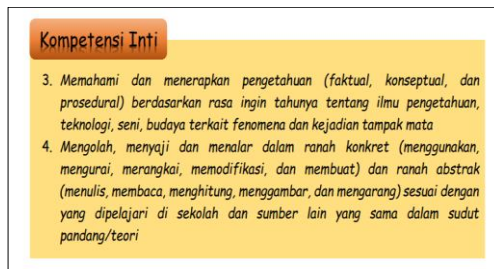 Kompetensi Inti
3. Memahami dan menerapkan pengetahuan (faktual, konseptual, dan
prosedural) berdasarkan rasa ingin tahunya tentang ilmu pengetahuan,
teknologi, seni, budaya terkait fenomena dan kejadian tampak mata
4. Mengolah, menyaji dan menalar dalam ranah konkret (menggunakan,
mengurai, merangkai, memodifikasi, dan membuat) dan ranah abstrak
(menulis, membaca, menghitung, menggambar, dan mengarang) sesuai dengan
yang dipelajari di sekolah dan sumber lain yang sama dalam sudut
pandang/teori